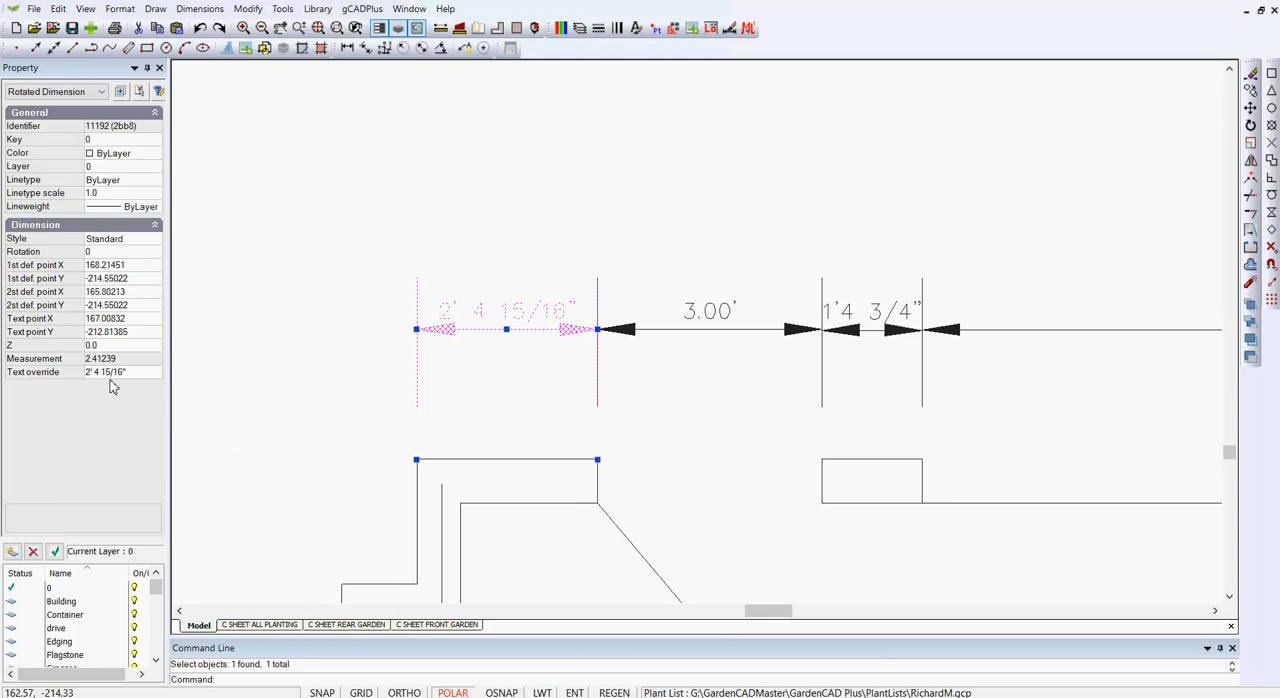 File Edit View Format Draw Dimensions Modify Tools Library gCADPlus Window Help
Property
Rotated Dimension
General
Identifier 11192 (2bb8)
Key 0
Color ByLayer
Layer 0
Linetype ByLayer
Linetype scale 1.0
Lineweight ByLayer
Dimension
Style Standard
Rotation 0
1st def. point X 168.21451
1st def. point Y -214.55022
2st def. point X 165.80213
2st def. point Y -214.55022
Text point X 167.00832
Text point Y -212.81385
Z 0.0
Measurement 2.41239
Text override 2' 4 15/16"
2' 4 15/16" 3.00' 1'4 3/4"
Current Layer : 0
Status Name On/(
0
Building
Container
drive
Edging
Flagstone
Model C SHEET ALL PLANTING C SHEET REAR GARDEN C SHEET FRONT GARDEN
Command Line
Select objects: 1 found, 1 total
Command:
162.57, -214.33 SNAP GRID ORTHO POLAR OSNAP LWT ENT REGEN Plant List : G:\GardenCADMaster\GardenCAD Plus\PlantLists\RichardM.gcp